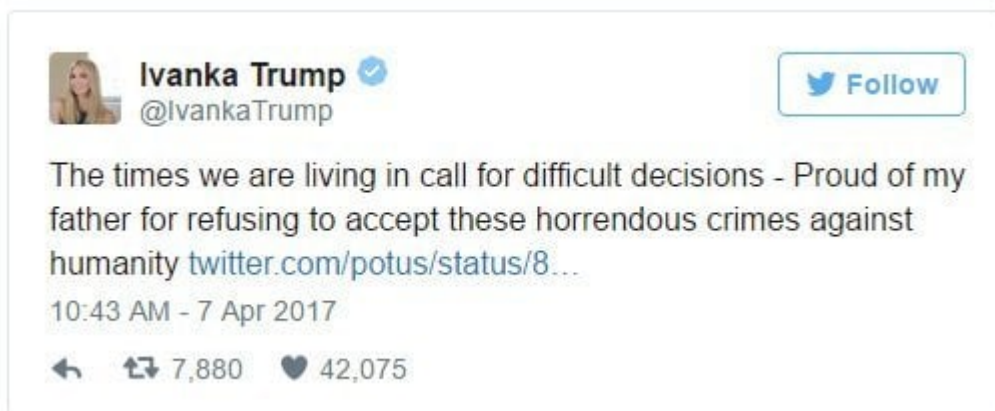 Ivanka Trump
Follow
@IvankaTrump
The times we are living in call for difficult decisions - Proud of my
father for refusing to accept these horrendous crimes against
humanity twitter.com/potus/status/8...
10:43 AM - 7 Apr 2017
7,880 42,075